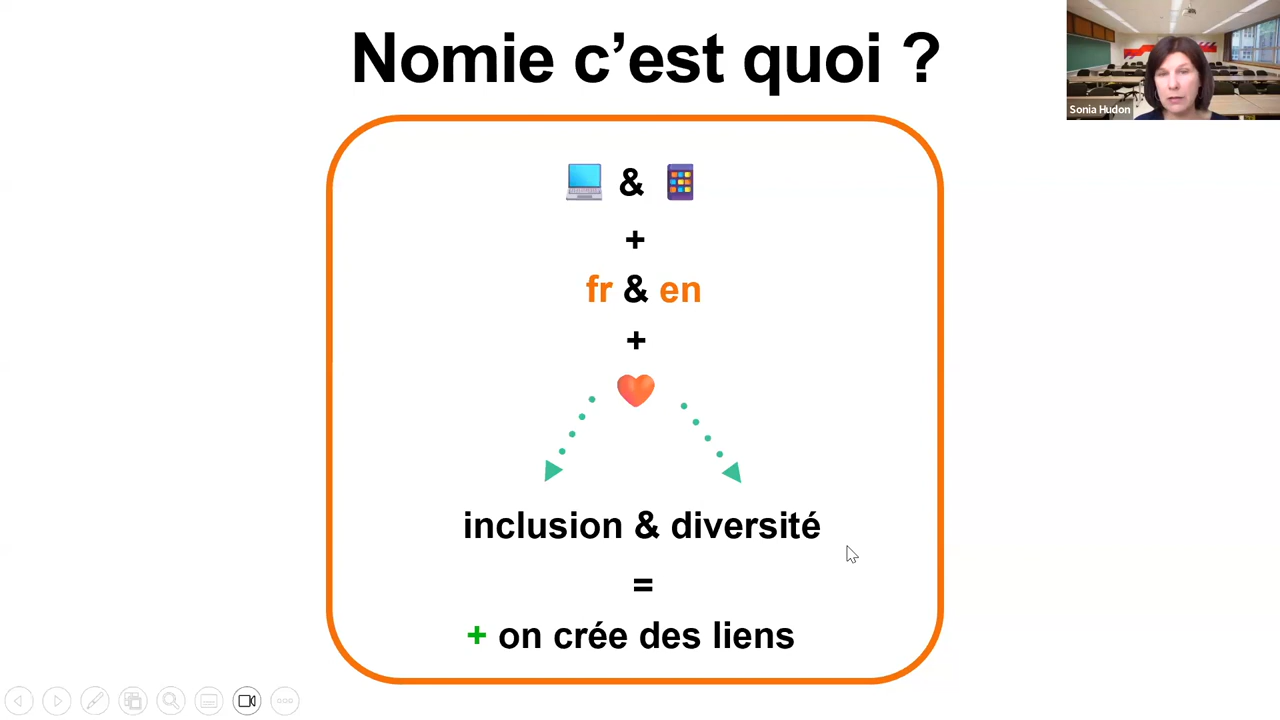 Nomie c’est quoi ?
Sonia Hudon
&
+
fr & en
+
inclusion & diversité
=
+ on crée des liens